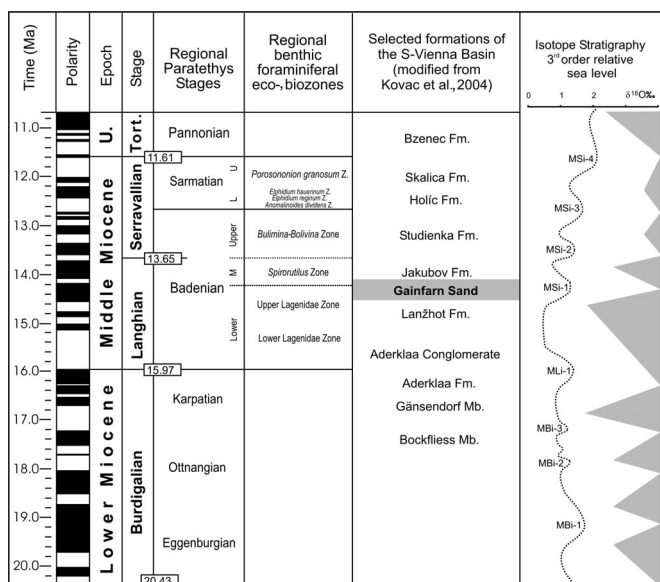 Time (Ma)
Polarity
Epoch
Stage
Regional
Paratethys
Stages
Regional
benthic
foraminiferal
eco-, biozones
Selected formations of
the S-Vienna Basin
(modified from
Kovac et al., 2004)
Isotope Stratigraphy
3rd order relative
sea level
δ18O‰
0 1 2
11.0
12.0
13.0
14.0
15.0
16.0
17.0
18.0
19.0
20.0
U.
Middle Miocene
Lower Miocene
Tort.
Serravallian
Langhian
Burdigalian
11.61
13.65
15.97
20.43
Pannonian
Sarmatian
U
L
Badenian
Upper
M
Lower
Karpatian
Ottnangian
Eggenburgian
Porosononion granosum Z.
Elphidium hauerinum Z.
Elphidium reginum Z.
Anomalinoides dividens Z.
Bulimina-Bolivina Zone
Spirorutilus Zone
Upper Lagenidae Zone
Lower Lagenidae Zone
Bzenec Fm.
Skalica Fm.
Holíc Fm.
Studienka Fm.
Jakubov Fm.
Gainfarn Sand
Lanžhot Fm.
Aderklaa Conglomerate
Aderklaa Fm.
Gänsendorf Mb.
Bockfliess Mb.
MSi-4
MSi-3
MSi-2
MSi-1
MLi-1
MBi-3
MBi-2
MBi-1